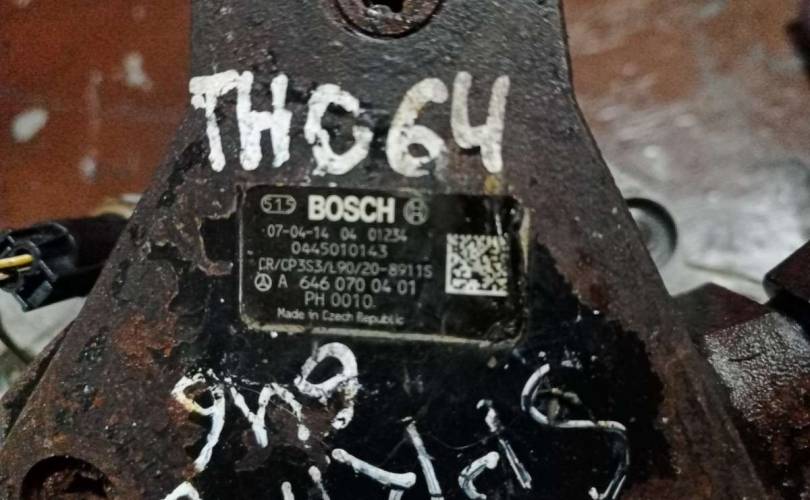 THC64
515 BOSCH
07-04-14 04 01234
0445010143
CR/CP3S3/L90/20-8911S
A 646 070 04 01
PH 0010
Made in Czech Republic